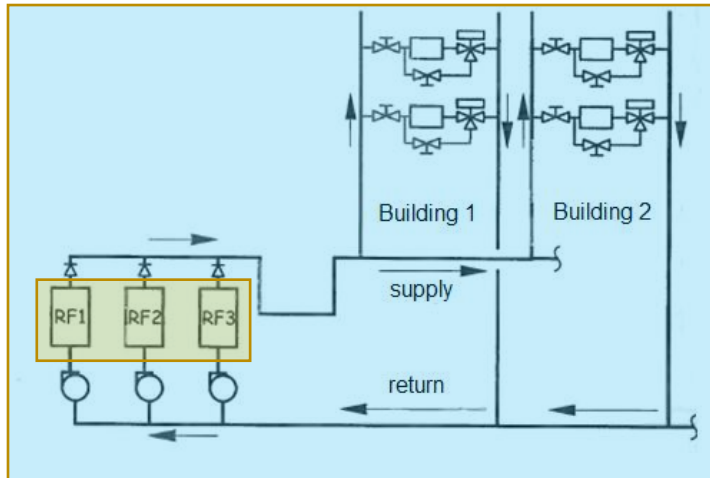 Building 1
Building 2
supply
RF1
RF2
RF3
return